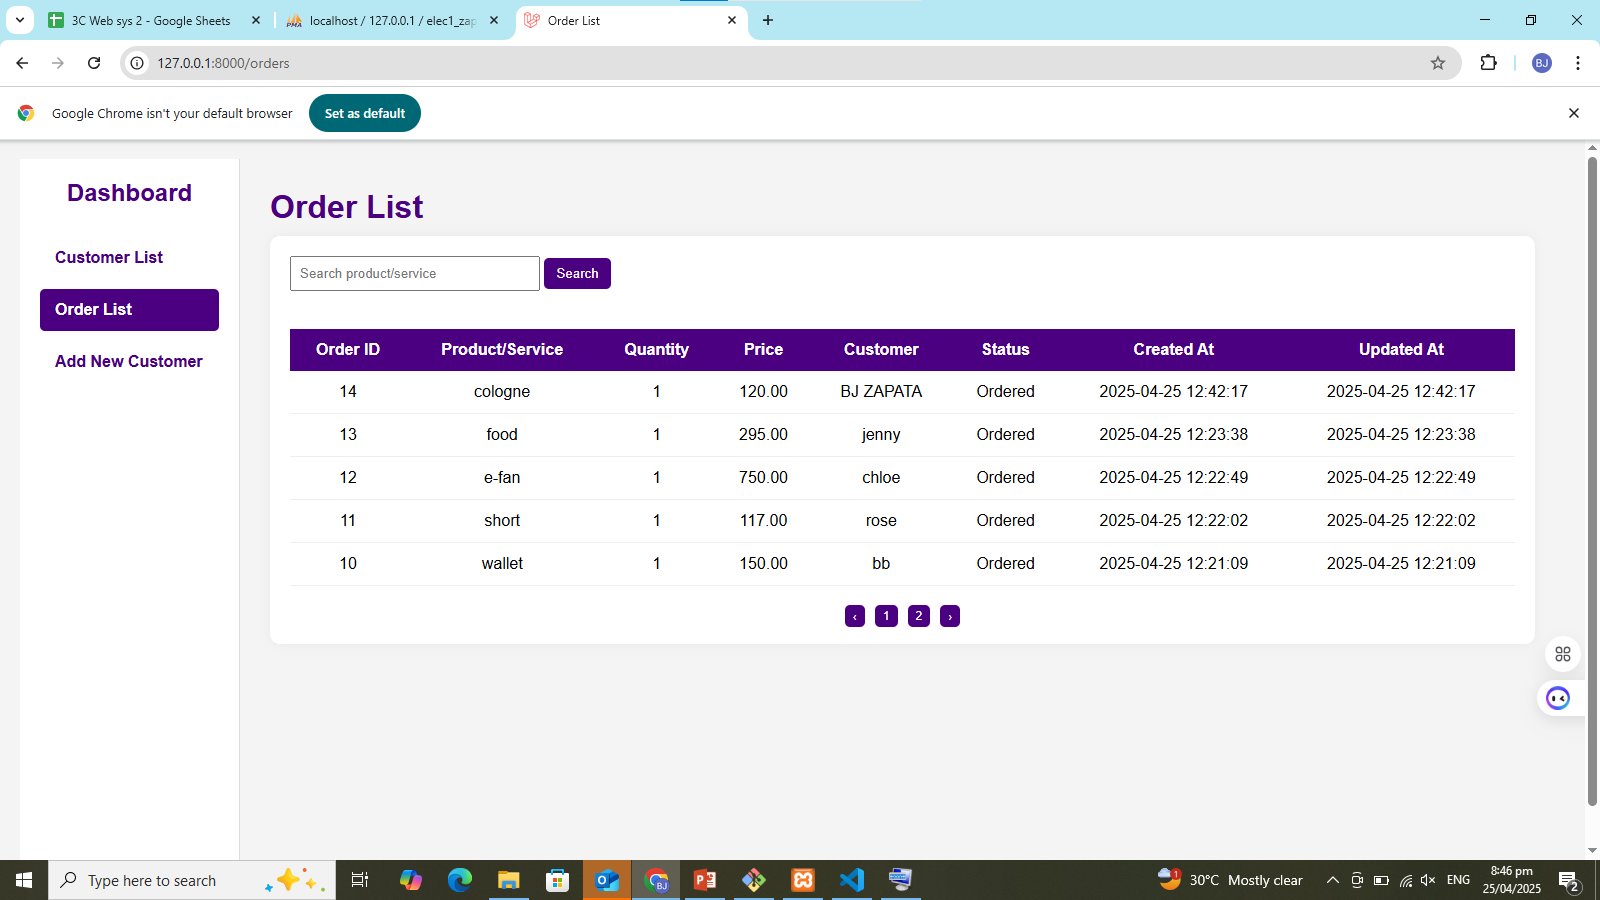 3C Web sys 2 - Google Sheets
localhost / 127.0.0.1 / elec1_zap
Order List
127.0.0.1:8000/orders
BJ
Google Chrome isn't your default browser
Set as default
Dashboard
Customer List
Order List
Add New Customer
Order List
Search product/service
Search
Order ID Product/Service Quantity Price Customer Status Created At Updated At
14 cologne 1 120.00 BJ ZAPATA Ordered 2025-04-25 12:42:17 2025-04-25 12:42:17
13 food 1 295.00 jenny Ordered 2025-04-25 12:23:38 2025-04-25 12:23:38
12 e-fan 1 750.00 chloe Ordered 2025-04-25 12:22:49 2025-04-25 12:22:49
11 short 1 117.00 rose Ordered 2025-04-25 12:22:02 2025-04-25 12:22:02
10 wallet 1 150.00 bb Ordered 2025-04-25 12:21:09 2025-04-25 12:21:09
‹ 1 2 ›
Type here to search
30°C Mostly clear
ENG
8:46 pm
25/04/2025
2